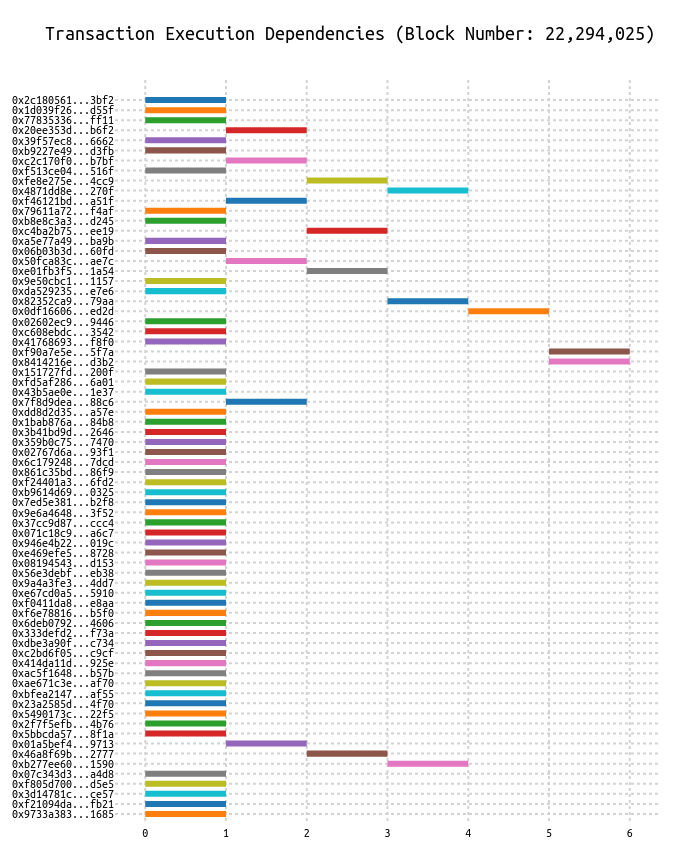 Transaction Execution Dependencies (Block Number: 22,294,025)
0x2c180561...3bf2
0x1d039f26...d55f
0x77835336...ff11
0x20ee353d...b6f2
0x39f57ec8...6662
0xb9227e49...d3fb
0xc2c170f0...b7bf
0xf513ce04...516f
0xfe8e275e...4cc9
0x4871dd8e...270f
0xf46121bd...a51f
0x79611a72...f4af
0xb8e8c3a3...d245
0xc4ba2b75...ee19
0xa5e77a49...ba9b
0x06b03b3d...60fd
0x50fca83c...ae7c
0xe01fb3f5...1a54
0x9e50cbc1...1157
0xda529235...e7e6
0x82352ca9...79aa
0x0df16606...ed2d
0x02602ec9...9446
0xc608ebdc...3542
0x41768693...f8f0
0xf90a7e5e...5f7a
0x8414216e...d3b2
0x151727fd...200f
0xfd5af286...6a01
0x43b5ae0e...1e37
0x7f8d9dea...88c6
0xdd8d2d35...a57e
0x1bab876a...84b8
0x3b41bd9d...2646
0x359b0c75...7470
0x02767d6a...93f1
0x6c179248...7dcd
0x861c35bd...86f9
0xf24401a3...6fd2
0xb9614d69...0325
0x7ed5e381...b2f8
0x9e6a4648...3f52
0x37cc9d87...ccc4
0x071c18c9...a6c7
0x946e4b22...019c
0xe469efe5...8728
0x08194543...d153
0x56e3debf...eb38
0x9a4a3fe3...4dd7
0xe67cd0a5...5910
0xf0411da8...e8aa
0xf6e78816...b5f0
0x6deb0792...4606
0x333defd2...f73a
0xdbe3a90f...c734
0xc2bd6f05...c9cf
0x414da11d...925e
0xac5f1648...b57b
0xae671c3e...af70
0xbfea2147...af55
0x23a2585d...4f70
0x5490173c...22f5
0x2f7f5efb...4b76
0x5bbcda57...8f1a
0x01a5bef4...9713
0x46a8f69b...2777
0xb277ee60...1590
0x07c343d3...a4d8
0xf805d700...d5e5
0x3d14781c...ce57
0xf21094da...fb21
0x9733a383...1685
0 1 2 3 4 5 6